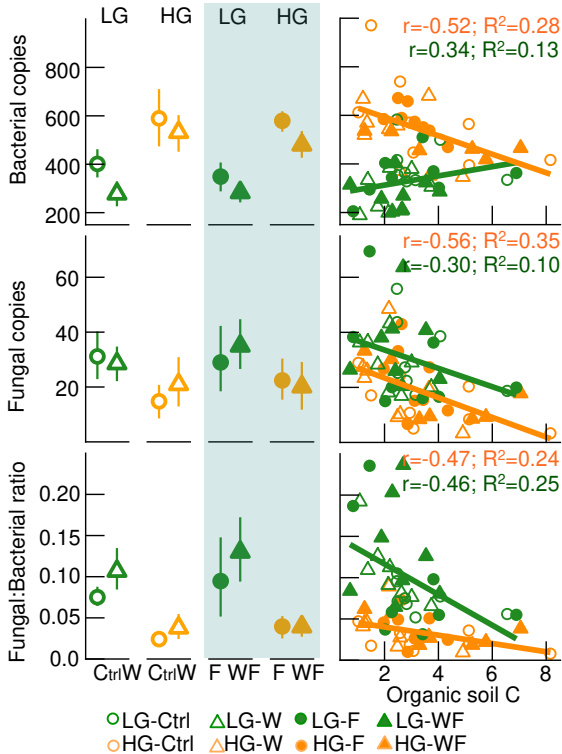 LG HG LG HG
r=-0.52; R²=0.28
r=0.34; R²=0.13
Bacterial copies
800
600
400
200
r=-0.56; R²=0.35
r=-0.30; R²=0.10
Fungal copies
60
40
20
r=-0.47; R²=0.24
r=-0.46; R²=0.25
Fungal:Bacterial ratio
0.20
0.15
0.10
0.05
0.0
CtrlW CtrlW F WF F WF
2 4 6 8
Organic soil C
LG-Ctrl LG-W LG-F LG-WF
HG-Ctrl HG-W HG-F HG-WF